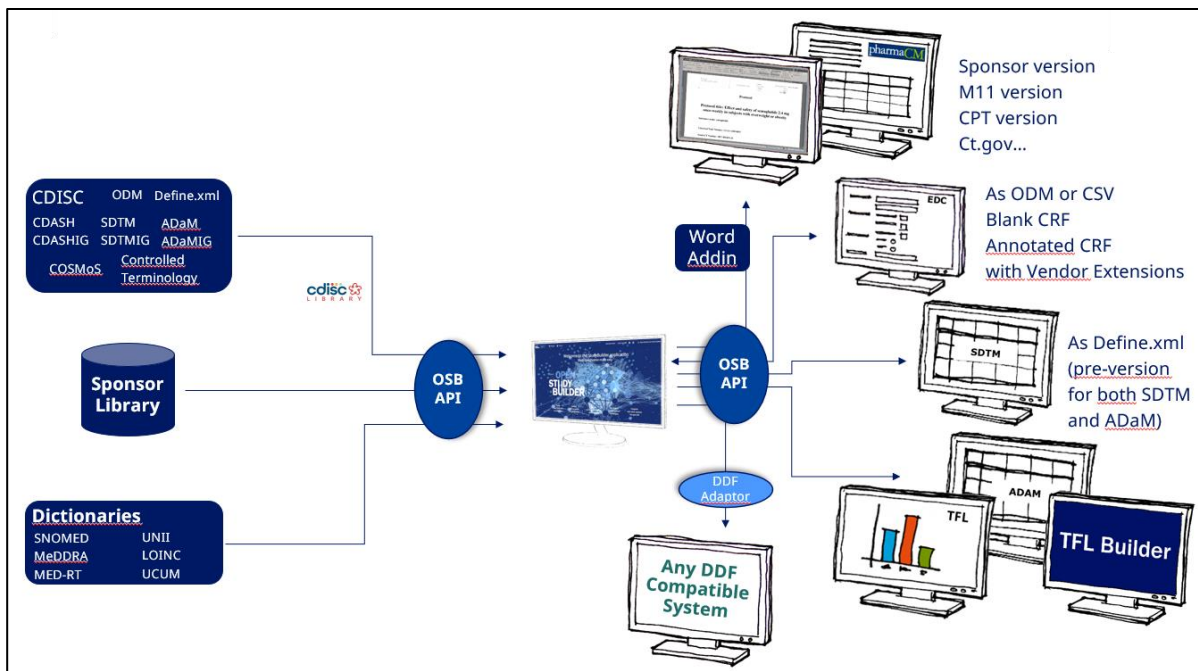 pharmaCM
Sponsor version
M11 version
CPT version
Ct.gov...
Protocol
CDISC
ODM
Define.xml
CDASH
SDTM
ADaM
CDASHIG
SDTMIG
ADaMIG
COSMoS
Controlled
Terminology
cdisc
LIBRARY
EDC
As ODM or CSV
Blank CRF
Annotated CRF
with Vendor Extensions
Word
Addin
Sponsor
Library
OSB
API
OPEN
STUDY
BUILDER
OSB
API
SDTM
As Define.xml
(pre-version
for both SDTM
and ADaM)
DDF
Adaptor
ADAM
TFL
TFL Builder
Dictionaries
SNOMED
UNII
MeDDRA
LOINC
MED-RT
UCUM
Any DDF
Compatible
System